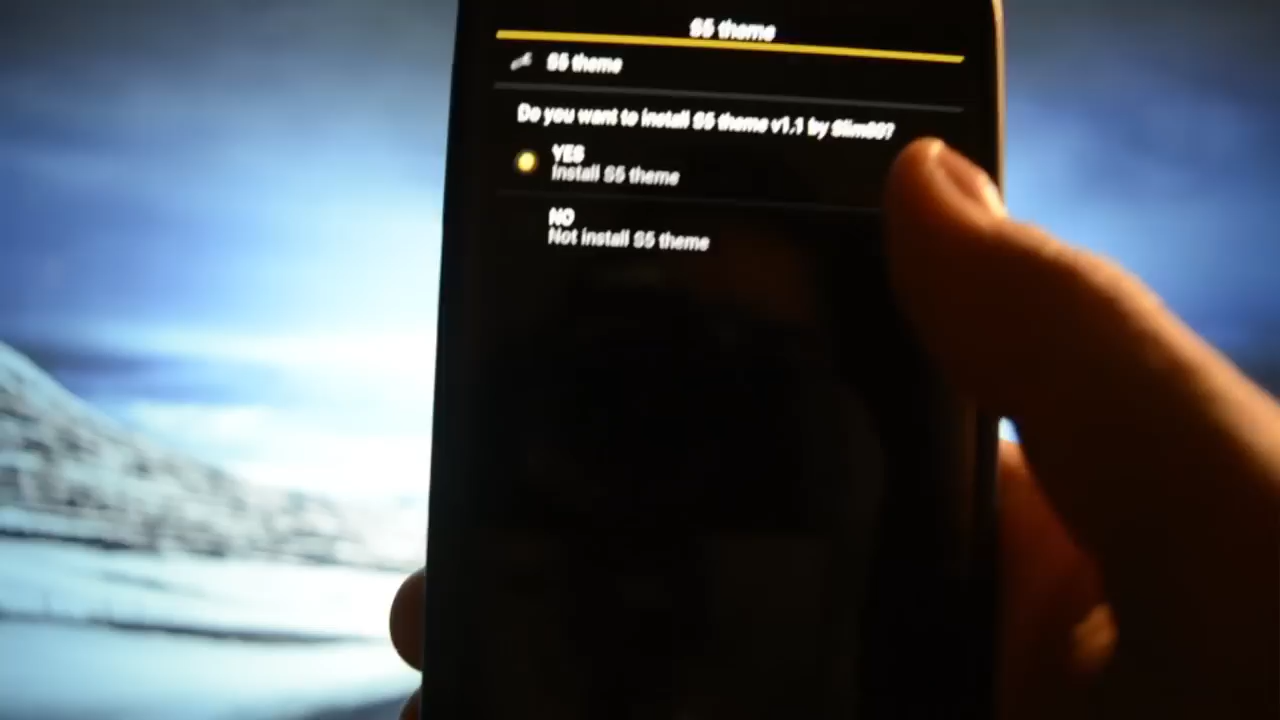 S5 theme
S5 theme
Do you want to install S5 theme v1.1 by Slim80?
YES
Install S5 theme
NO
Not install S5 theme